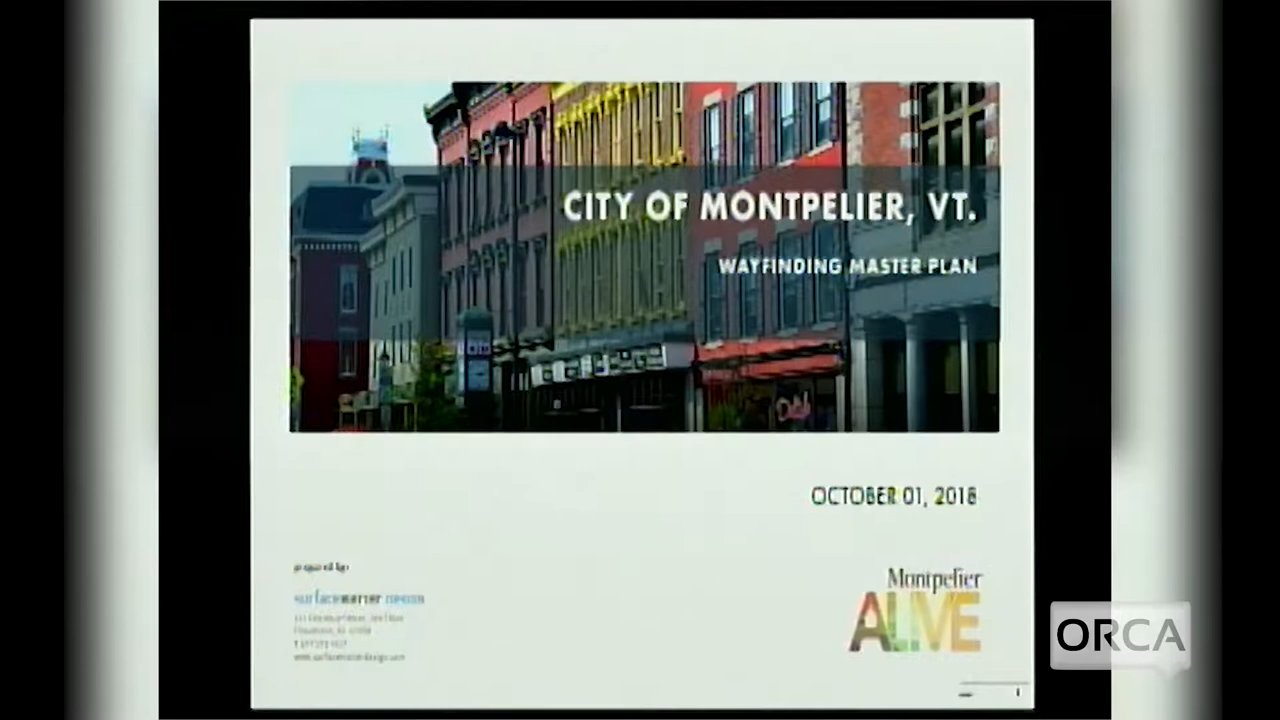 CITY OF MONTPELIER, VT.
WAYFINDING MASTER PLAN
OCTOBER 01, 2018
prepared by:
surfacematter design
Montpelier
ALIVE
ORCA